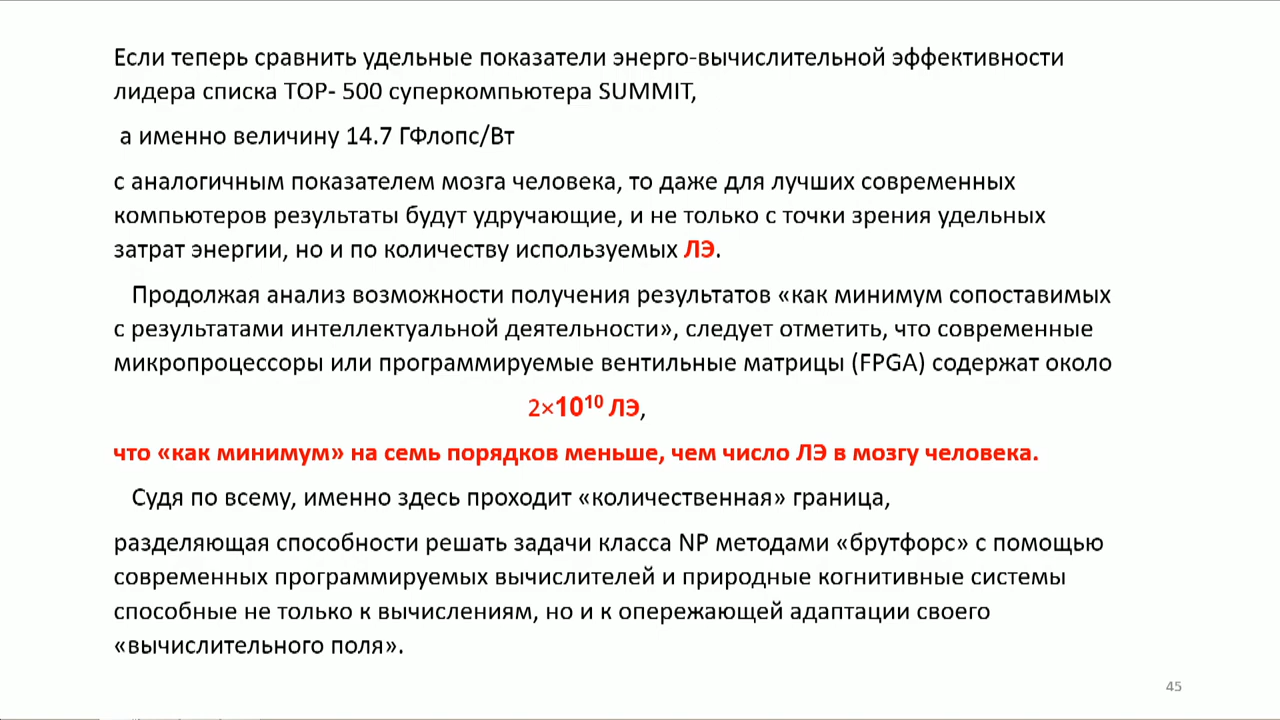 Если теперь сравнить удельные показатели энерго-вычислительной эффективности
лидера списка TOP- 500 суперкомпьютера SUMMIT,
а именно величину 14.7 ГФлопс/Вт
с аналогичным показателем мозга человека, то даже для лучших современных
компьютеров результаты будут удручающие, и не только с точки зрения удельных
затрат энергии, но и по количеству используемых ЛЭ.
Продолжая анализ возможности получения результатов «как минимум сопоставимых
с результатами интеллектуальной деятельности», следует отметить, что современные
микропроцессоры или программируемые вентильные матрицы (FPGA) содержат около
2×10¹⁰ ЛЭ,
что «как минимум» на семь порядков меньше, чем число ЛЭ в мозгу человека.
Судя по всему, именно здесь проходит «количественная» граница,
разделяющая способности решать задачи класса NP методами «брутфорс» с помощью
современных программируемых вычислителей и природные когнитивные системы
способные не только к вычислениям, но и к опережающей адаптации своего
«вычислительного поля».
45